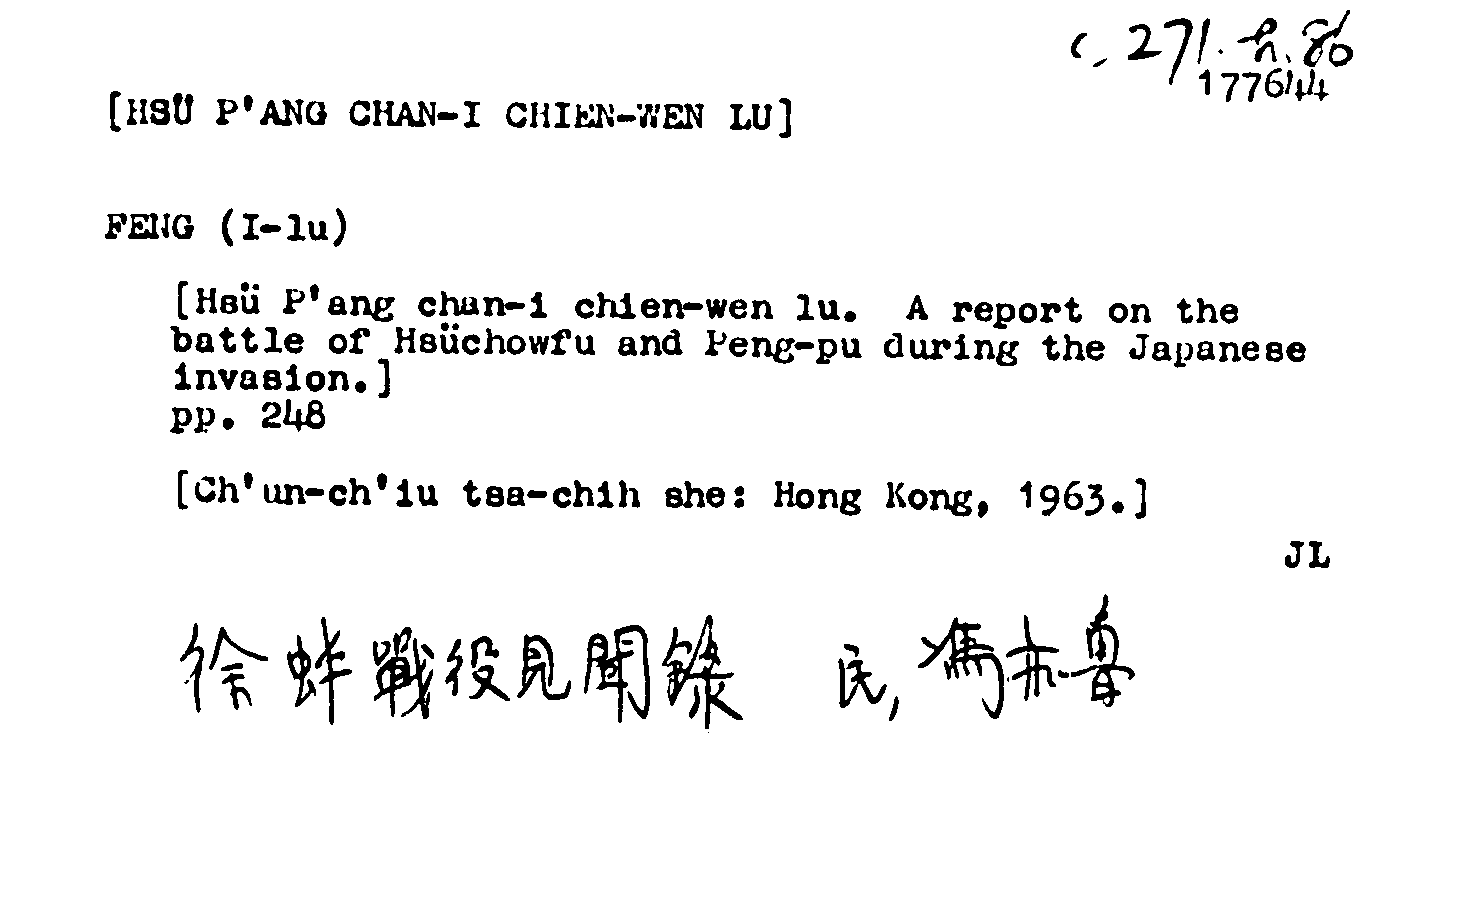 c. 271. h. 86
1776/44
[HSÜ P'ANG CHAN-I CHIEN-WEN LU]
FENG (I-lu)
[Hsü P'ang chan-i chien-wen lu. A report on the
battle of Hsüchowfu and Peng-pu during the Japanese
invasion.]
pp. 248
[Ch'un-ch'iu tsa-chih she: Hong Kong, 1963.]
JL
徐蚌戰役見聞錄 民, 馮亦魯